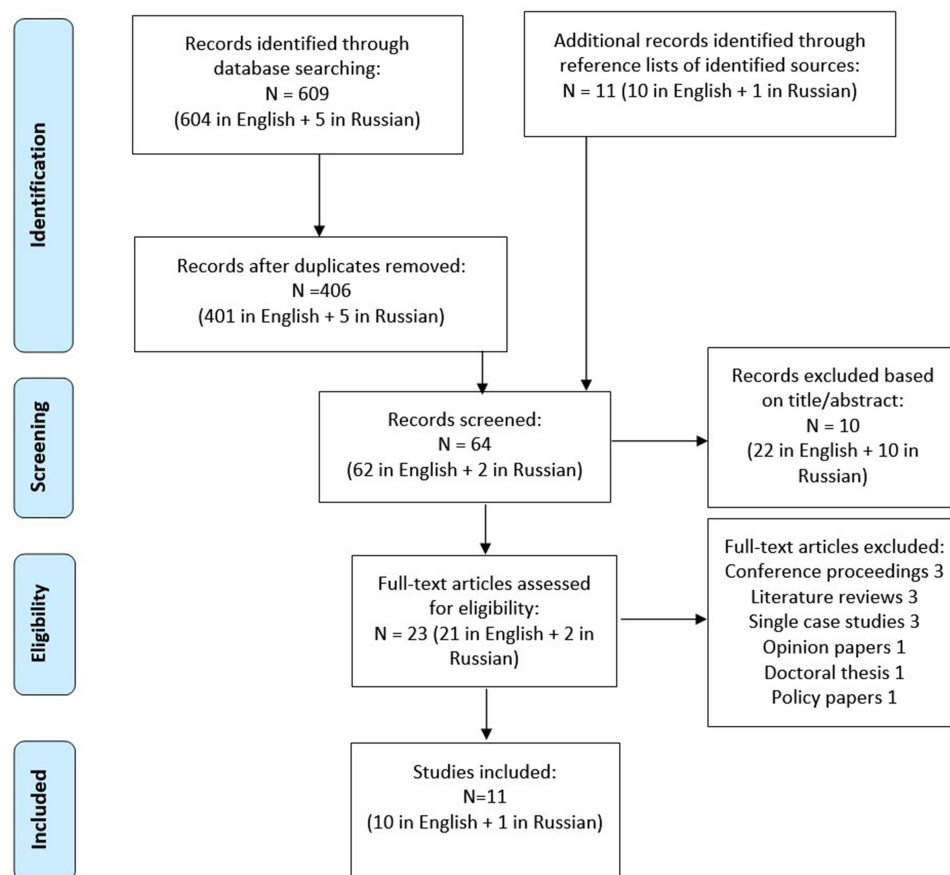 Identification
Records identified through
database searching:
N = 609
(604 in English + 5 in Russian)
Additional records identified through
reference lists of identified sources:
N = 11 (10 in English + 1 in Russian)
Records after duplicates removed:
N =406
(401 in English + 5 in Russian)
Screening
Records screened:
N = 64
(62 in English + 2 in Russian)
Records excluded based
on title/abstract:
N = 10
(22 in English + 10 in
Russian)
Eligibility
Full-text articles assessed
for eligibility:
N = 23 (21 in English + 2 in
Russian)
Full-text articles excluded:
Conference proceedings 3
Literature reviews 3
Single case studies 3
Opinion papers 1
Doctoral thesis 1
Policy papers 1
Included
Studies included:
N=11
(10 in English + 1 in Russian)